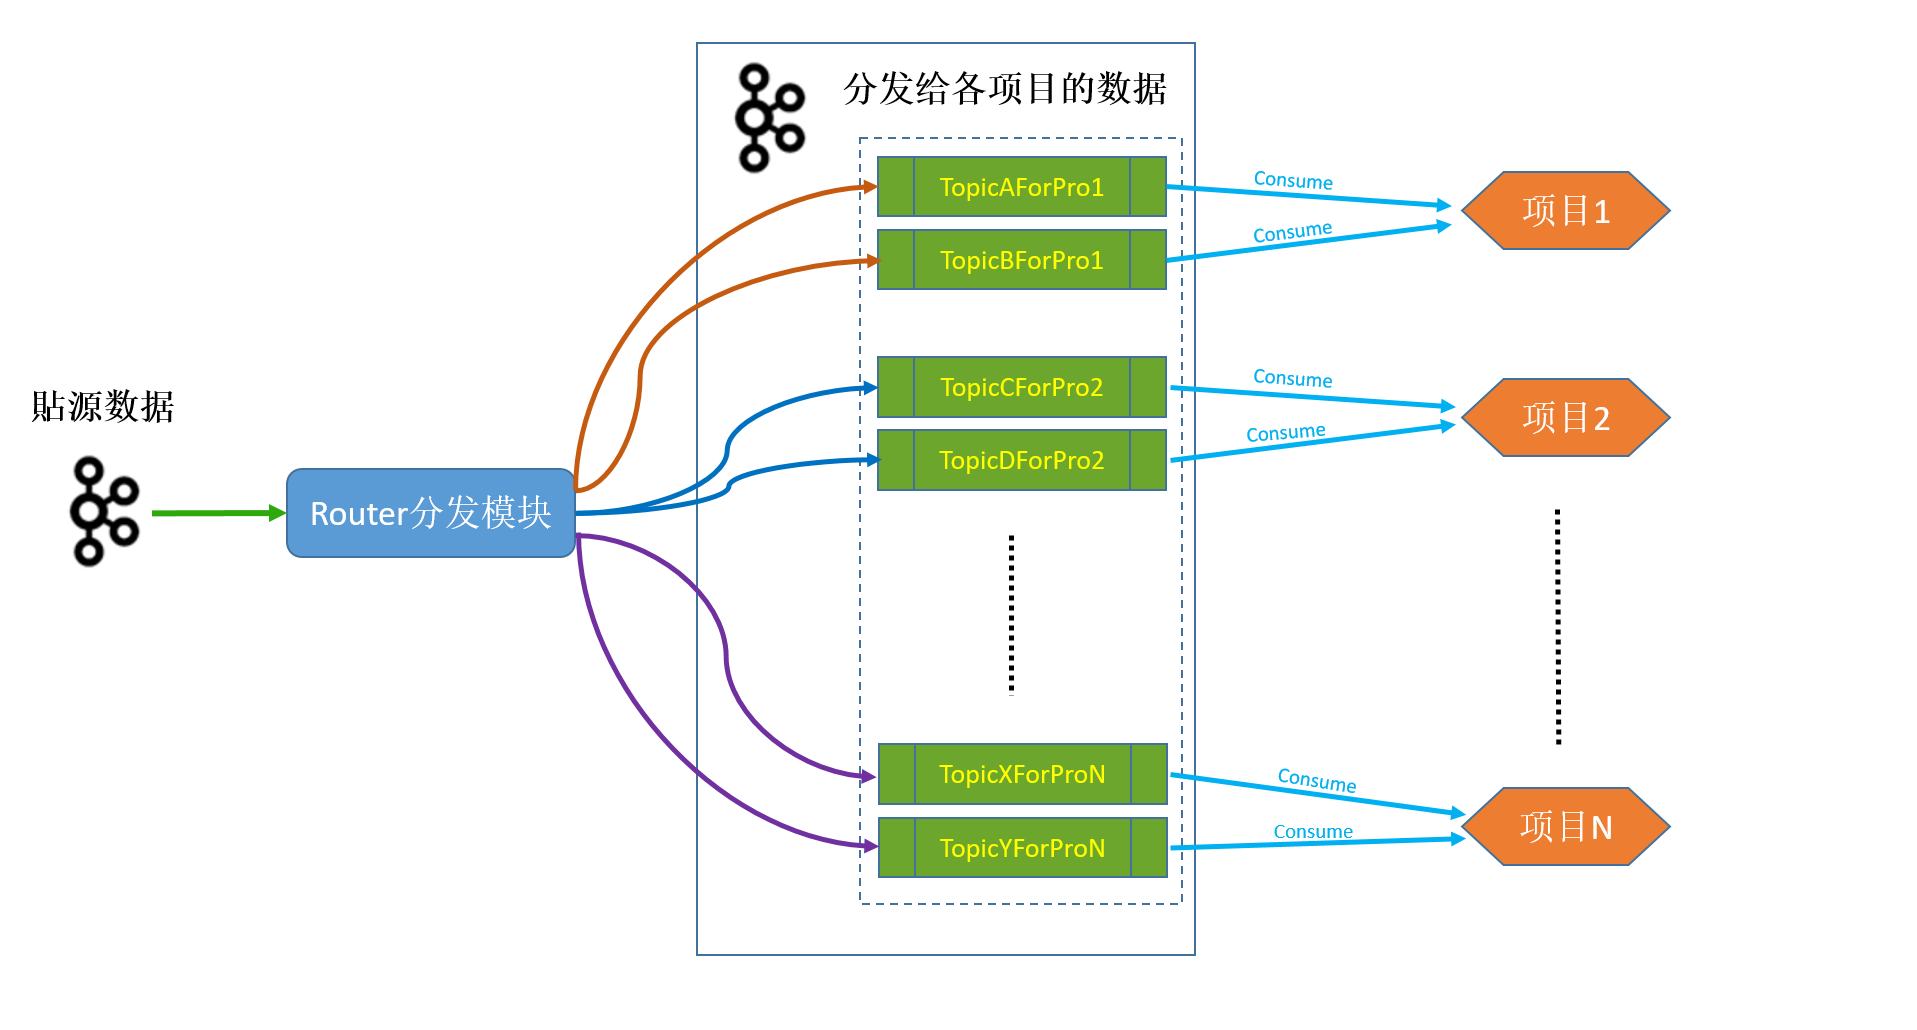 分发给各项目的数据
TopicAForPro1
Consume
项目1
TopicBForPro1
Consume
TopicCForPro2
Consume
项目2
TopicDForPro2
Consume
貼源数据
Router分发模块
TopicXForProN
Consume
项目N
TopicYForProN
Consume